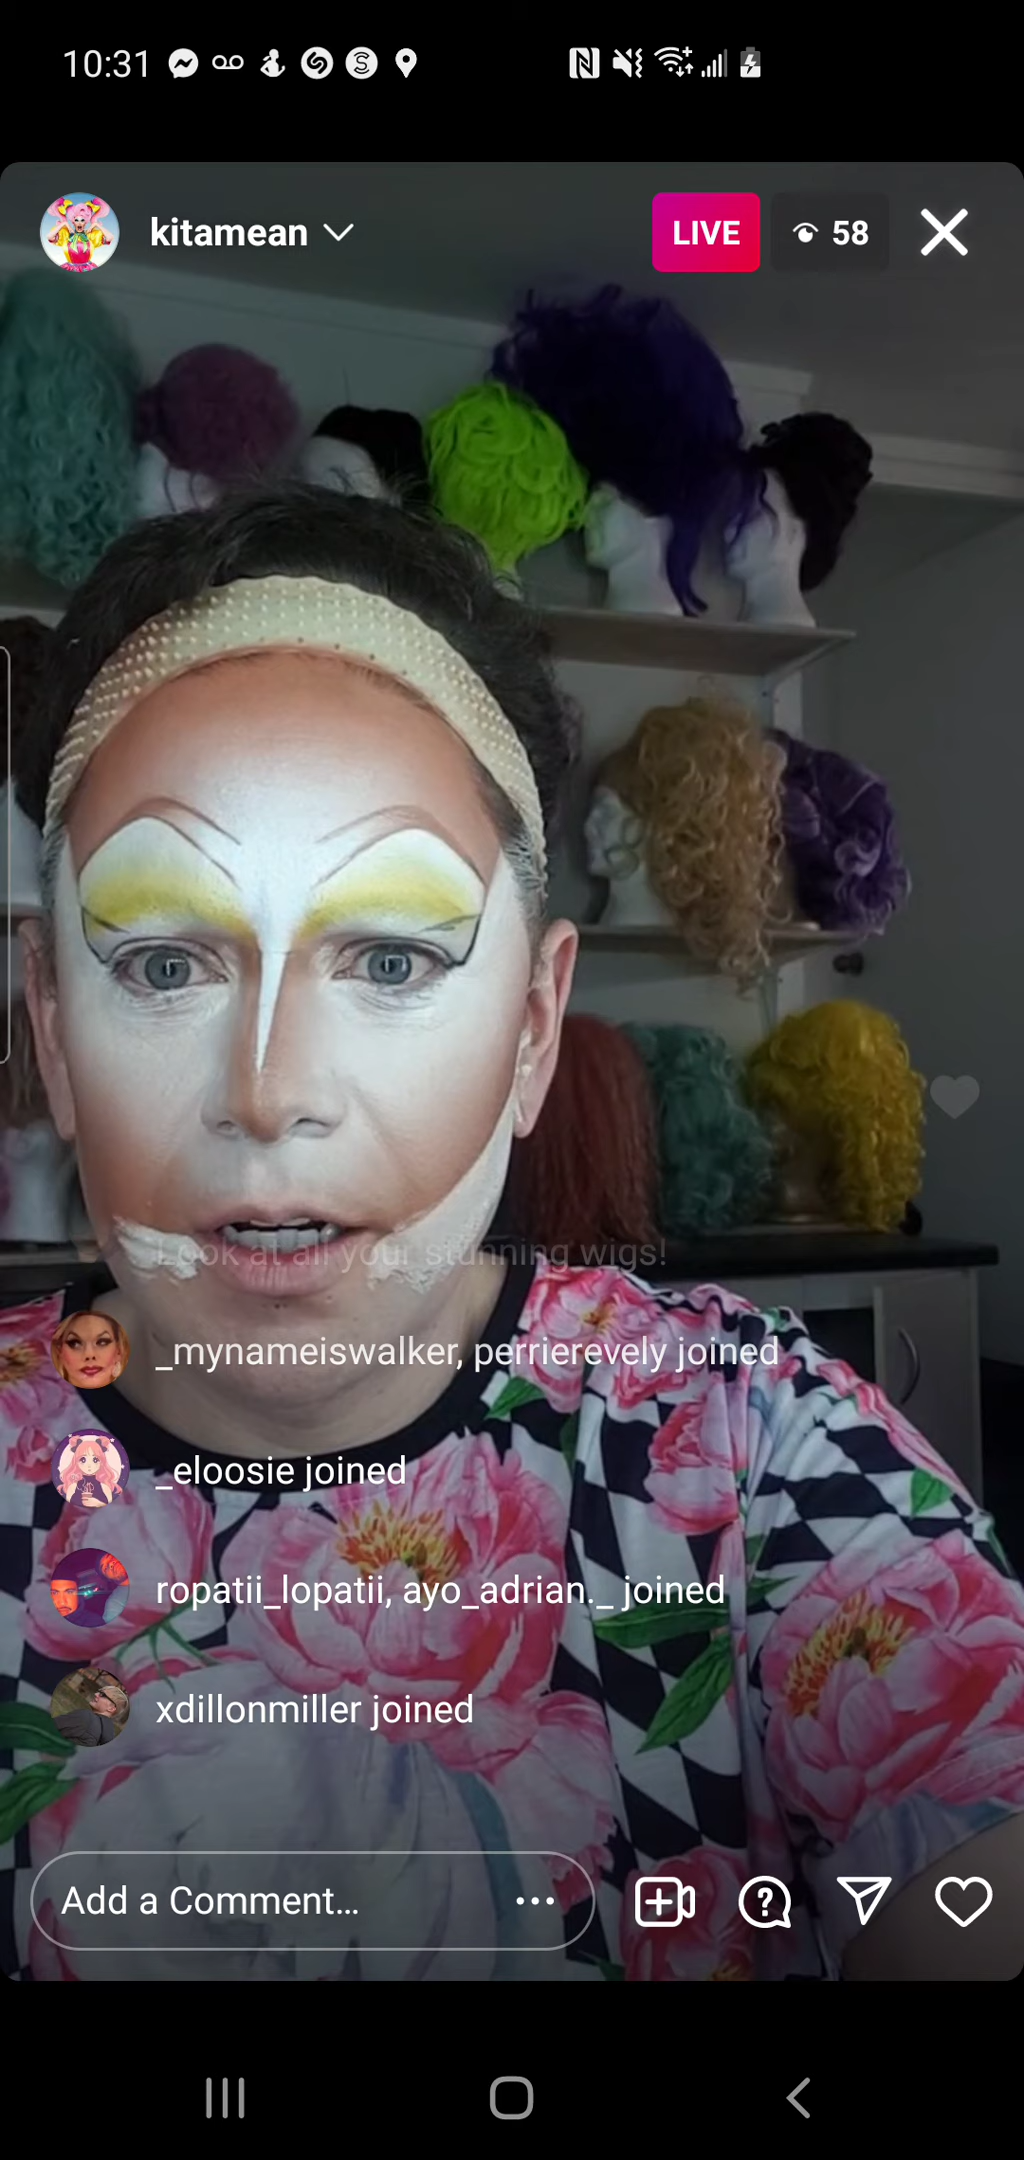 10:31
kitamean
LIVE
58
Look at all your stunning wigs!
_mynameiswalker, perrierevely joined
_eloosie joined
ropatii_lopatii, ayo_adrian._ joined
xdillonmiller joined
Add a Comment...